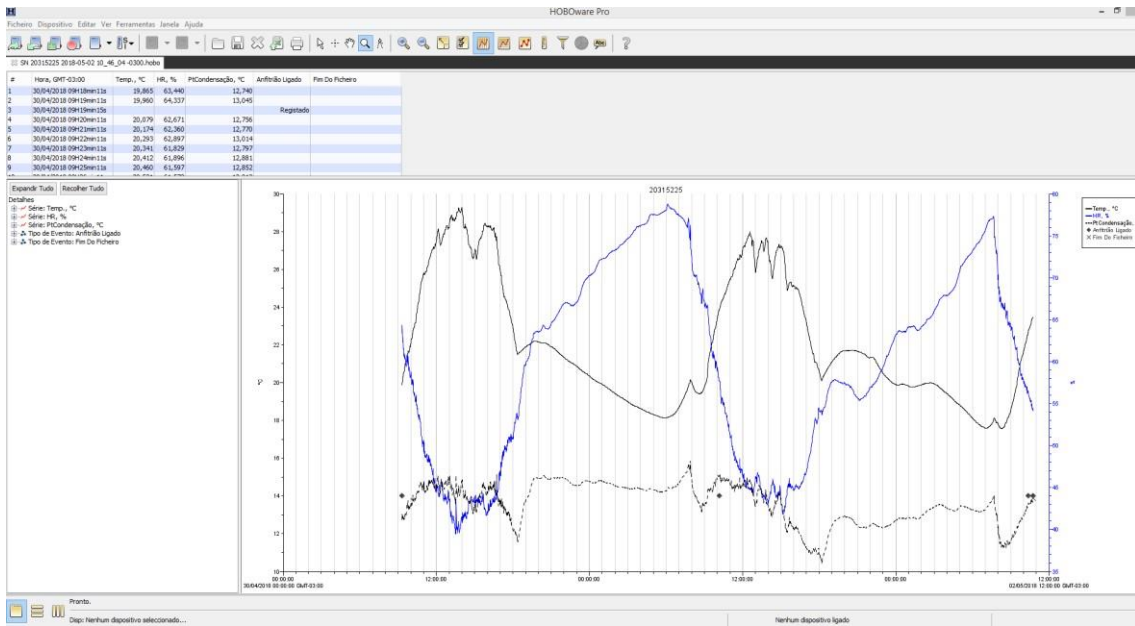 HOBOware Pro
Ficheiro Dispositivo Editar Ver Ferramentas Janela Ajuda
SN 20315225 2018-05-02 10_46_04 -0300.hobo
# Hora, GMT-03:00 Temp., °C HR, % PtCondensação, °C Anfitrião Ligado Fim Do Ficheiro
1 30/04/2018 09H18min11s 19,865 63,440 12,740
2 30/04/2018 09H19min11s 19,960 64,337 13,045
3 30/04/2018 09H19min15s Registado
4 30/04/2018 09H20min11s 20,079 62,671 12,756
5 30/04/2018 09H21min11s 20,174 62,360 12,770
6 30/04/2018 09H22min11s 20,293 62,897 13,014
7 30/04/2018 09H23min11s 20,341 61,829 12,797
8 30/04/2018 09H24min11s 20,412 61,896 12,881
9 30/04/2018 09H25min11s 20,460 61,597 12,852
Expandir Tudo Recolher Tudo
Detalhes
Série: Temp., °C
Série: HR, %
Série: PtCondensação, °C
Tipo de Evento: Anfitrião Ligado
Tipo de Evento: Fim Do Ficheiro
20315225
30
28
26
24
22
20
18
16
14
12
10
°C
80
75
70
65
60
55
50
45
40
35
%
Temp., °C
HR, %
PtCondensação,
Anfitrião Ligado
Fim Do Ficheiro
00:00:00 12:00:00 00:00:00 12:00:00 00:00:00 12:00:00
30/04/2018 00:00:00 GMT-03:00 02/05/2018 12:00:00 GMT-03:00
Pronto.
Disp: Nenhum dispositivo seleccionado... Nenhum dispositivo ligado